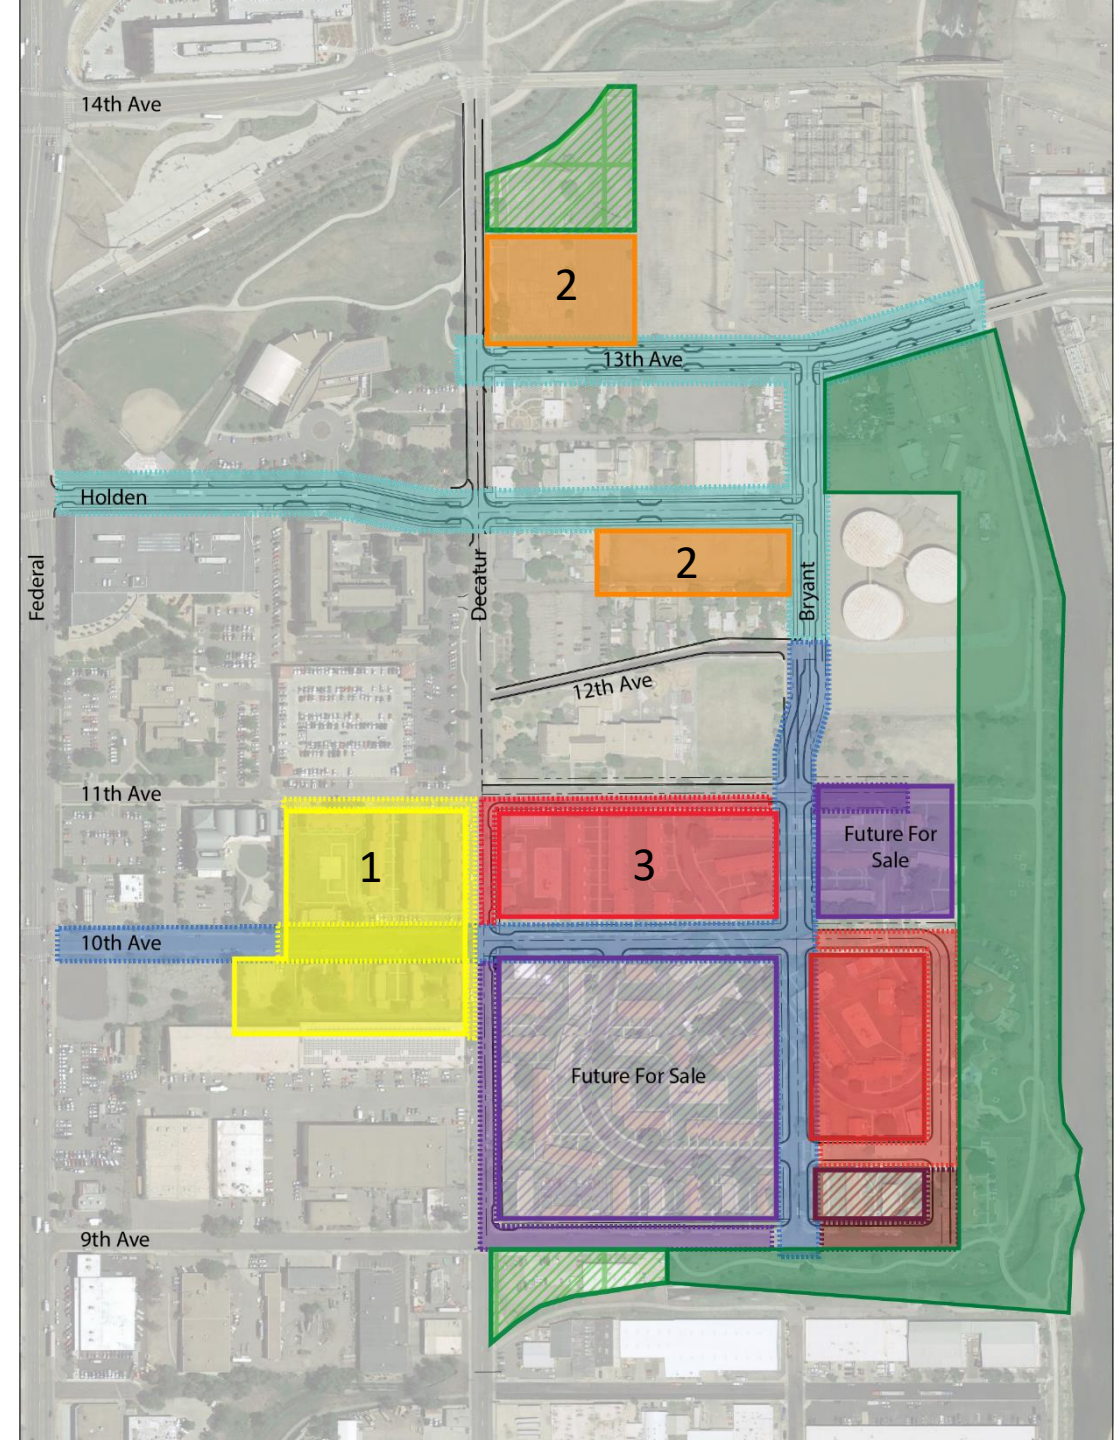 14th Ave
2
13th Ave
Holden
Federal
Decatur
2
Bryant
12th Ave
11th Ave
1
3
Future For
Sale
10th Ave
Future For Sale
9th Ave